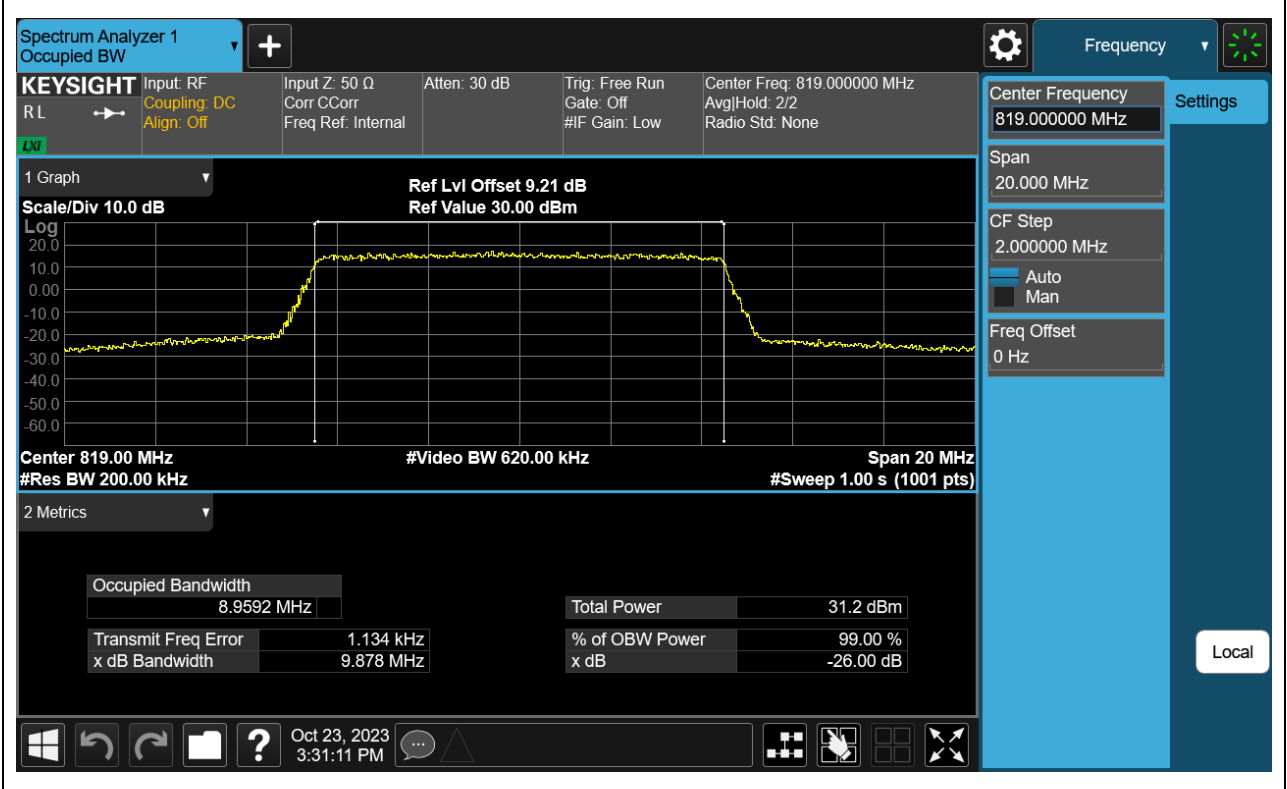 Spectrum Analyzer 1
Occupied BW
Frequency
KEYSIGHT
R L
LXI
Input: RF
Coupling: DC
Align: Off
Input Z: 50 Ω
Corr CCorr
Freq Ref: Internal
Atten: 30 dB
Trig: Free Run
Gate: Off
#IF Gain: Low
Center Freq: 819.000000 MHz
Avg|Hold: 2/2
Radio Std: None
Center Frequency
819.000000 MHz
Settings
Span
20.000 MHz
CF Step
2.000000 MHz
Auto
Man
Freq Offset
0 Hz
Local
1 Graph
Scale/Div 10.0 dB
Ref Lvl Offset 9.21 dB
Ref Value 30.00 dBm
Log
20.0
10.0
0.00
-10.0
-20.0
-30.0
-40.0
-50.0
-60.0
Center 819.00 MHz
#Video BW 620.00 kHz
Span 20 MHz
#Res BW 200.00 kHz
#Sweep 1.00 s (1001 pts)
2 Metrics
Occupied Bandwidth
8.9592 MHz
Total Power 31.2 dBm
Transmit Freq Error 1.134 kHz
% of OBW Power 99.00 %
x dB Bandwidth 9.878 MHz
x dB -26.00 dB
?
Oct 23, 2023
3:31:11 PM